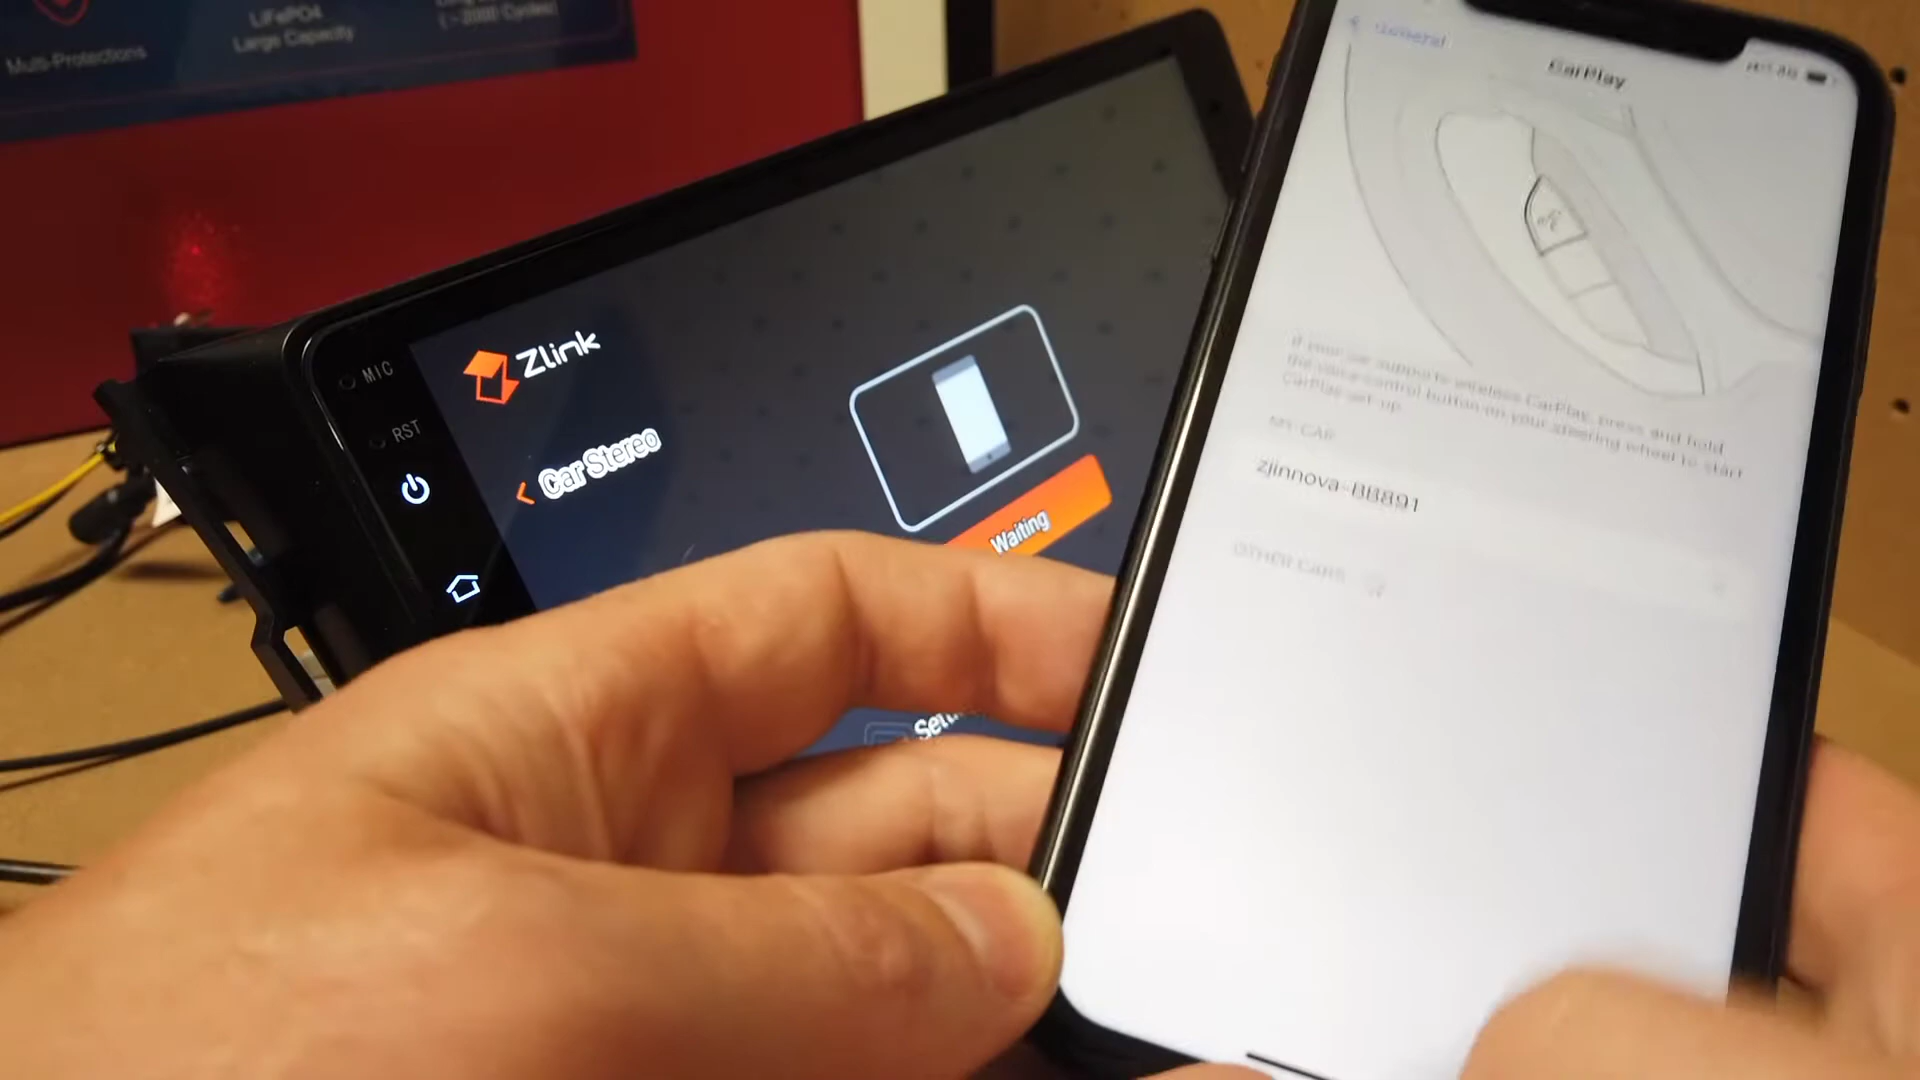 LiFePO4
Large Capacity
(~2000 Cycles)
Multi-Protections
MIC
RST
Zlink
Car Stereo
Waiting
General
CarPlay
If your car supports wireless CarPlay, press and hold
the voice control button on your steering wheel to start
CarPlay set-up.
MY CAR
zjinnova-BB891
OTHER CARS